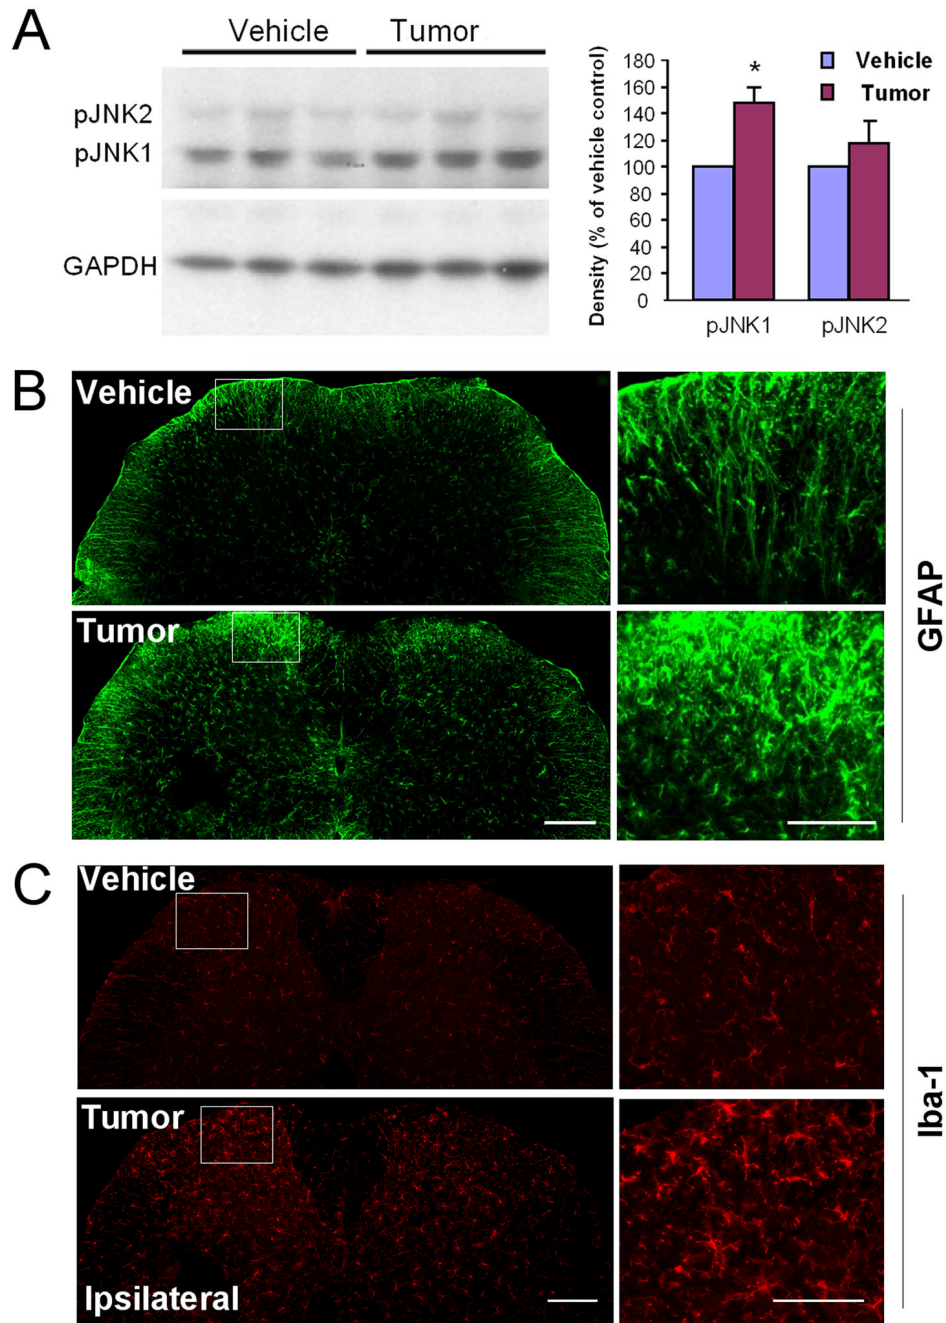 A
Vehicle Tumor
pJNK2
pJNK1
GAPDH
Density (% of vehicle control)
180
160
140
120
100
80
60
40
20
0
*
Vehicle
Tumor
pJNK1 pJNK2
B
Vehicle
Tumor
GFAP
C
Vehicle
Tumor
Ipsilateral
Iba-1